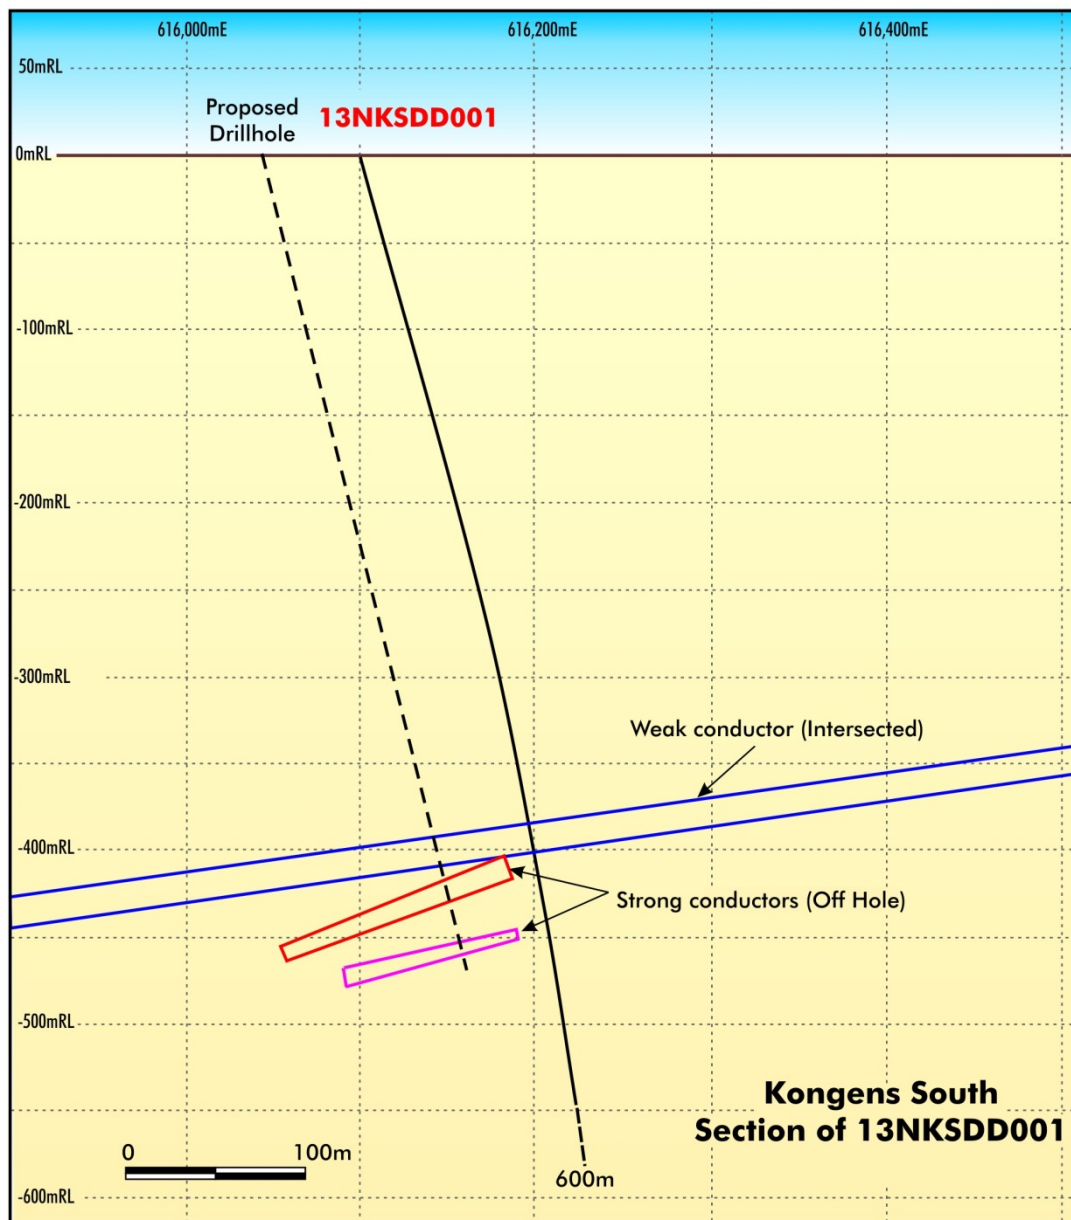 616,000mE
616,200mE
616,400mE
50mRL
Proposed
Drillhole
13NKSDD001
0mRL
-100mRL
-200mRL
-300mRL
Weak conductor (Intersected)
-400mRL
Strong conductors (Off Hole)
-500mRL
Kongens South
Section of 13NKSDD001
0
100m
600m
-600mRL